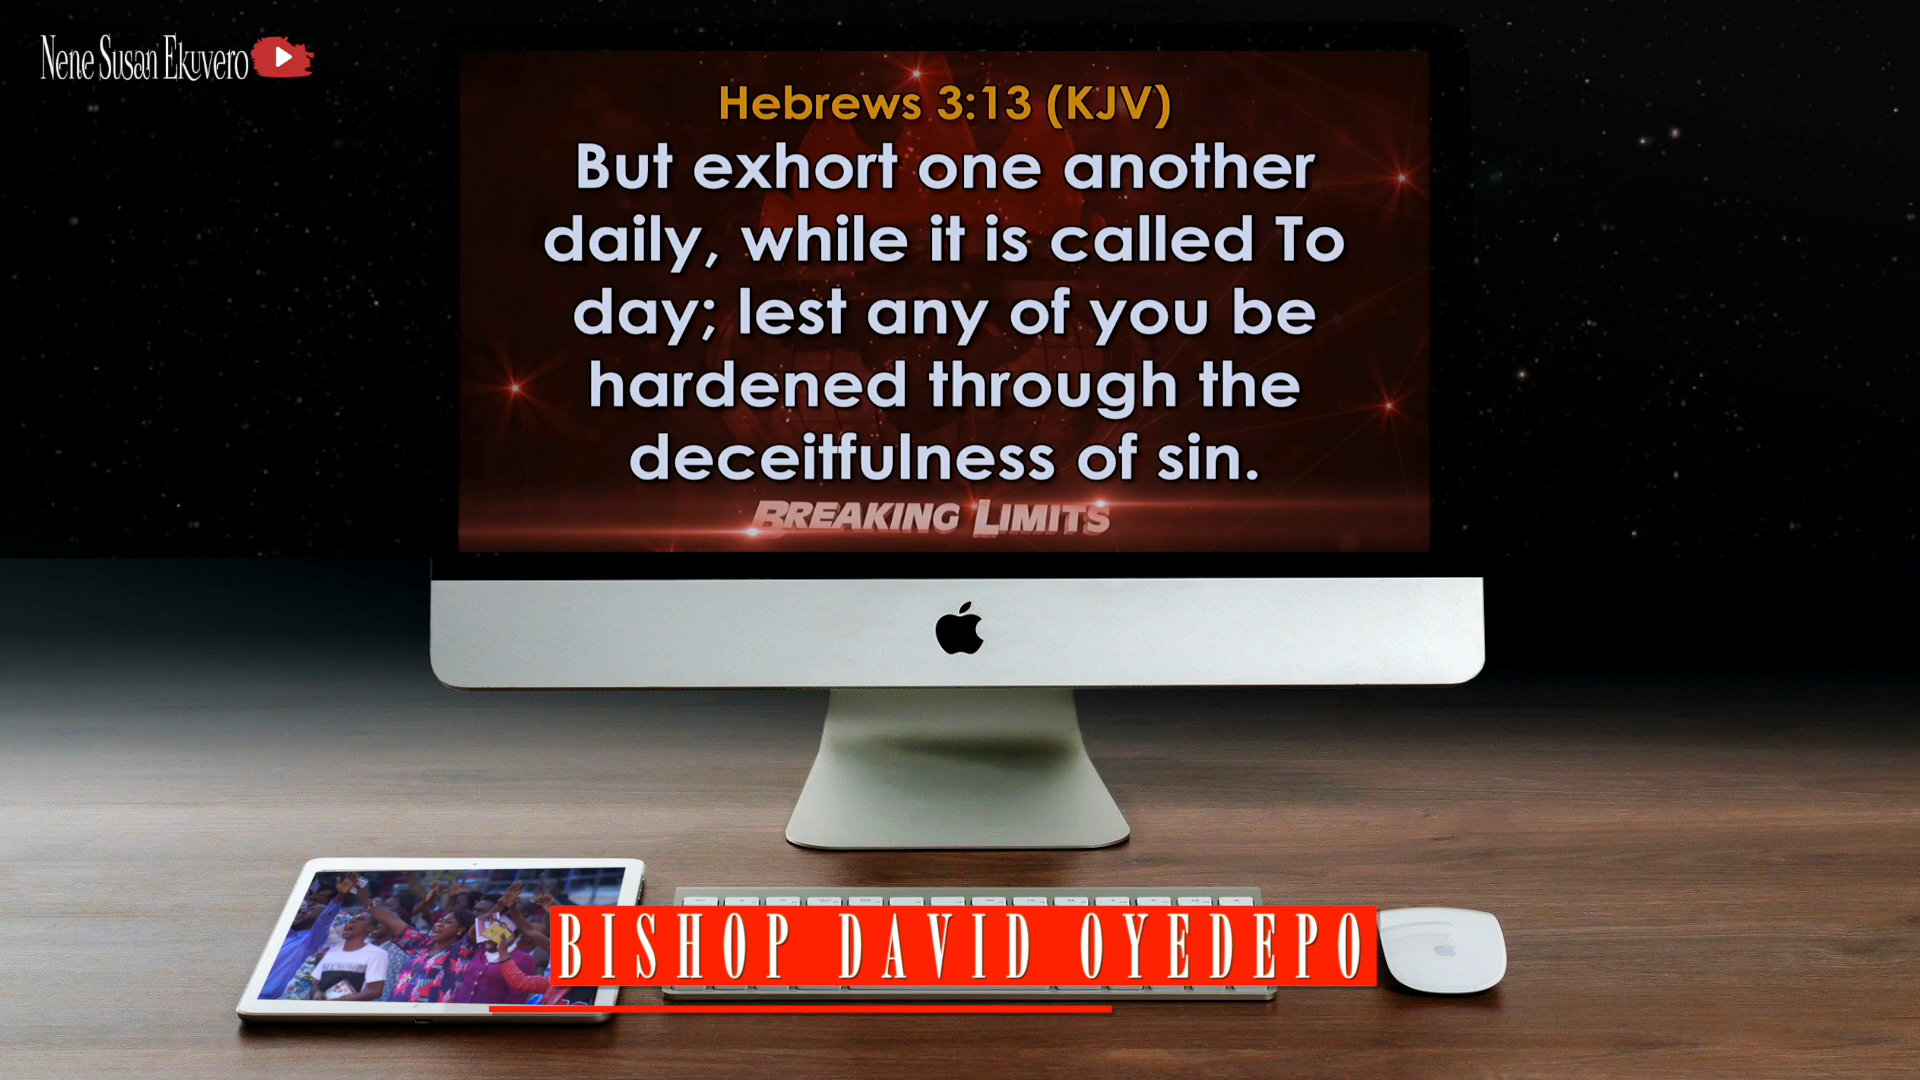 Nene Susan Ekuvero
Hebrews 3:13 (KJV)
But exhort one another
daily, while it is called To
day; lest any of you be
hardened through the
deceitfulness of sin.
BREAKING LIMITS
BISHOP DAVID OYEDEPO